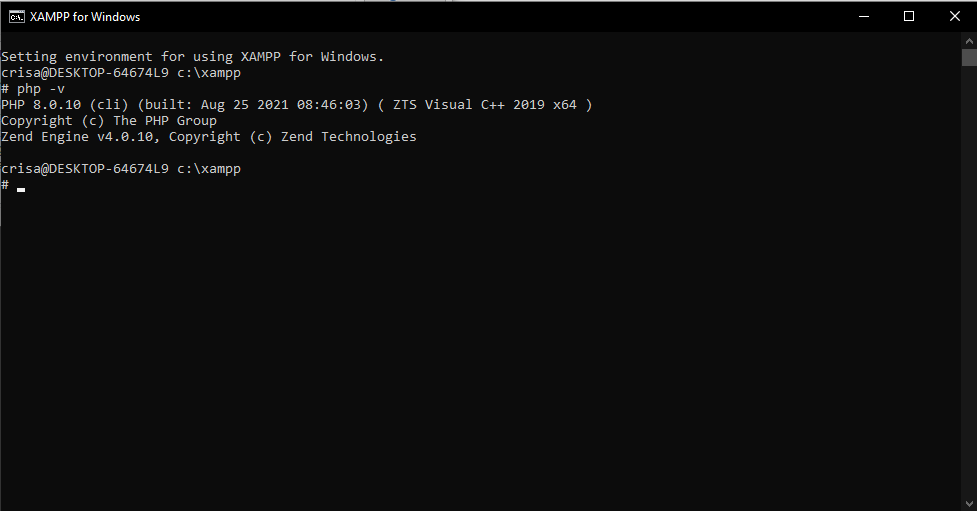 XAMPP for Windows
Setting environment for using XAMPP for Windows.
crisa@DESKTOP-64674L9 c:\xampp
# php -v
PHP 8.0.10 (cli) (built: Aug 25 2021 08:46:03) ( ZTS Visual C++ 2019 x64 )
Copyright (c) The PHP Group
Zend Engine v4.0.10, Copyright (c) Zend Technologies
crisa@DESKTOP-64674L9 c:\xampp
#